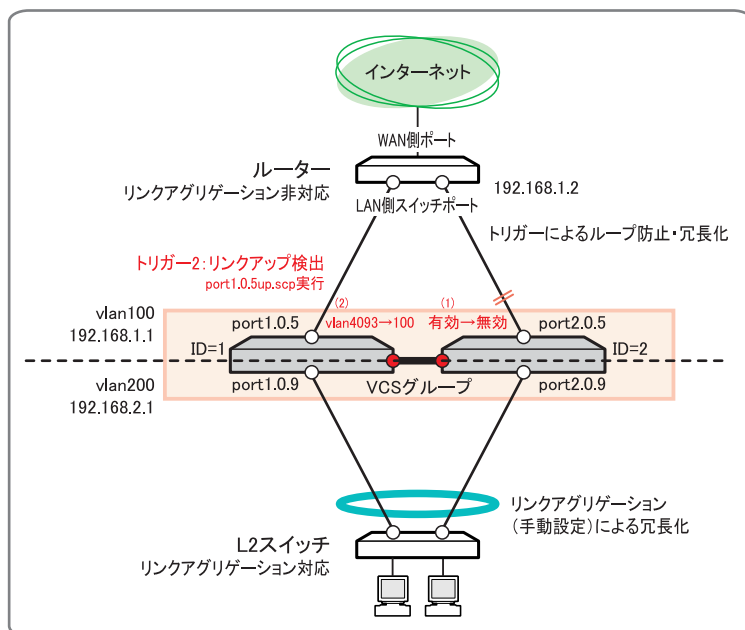 インターネット
WAN側ポート
ルーター
リンクアグリゲーション非対応
192.168.1.2
LAN側スイッチポート
トリガーによるループ防止・冗長化
トリガー2：リンクアップ検出
port1.0.5up.scp実行
(2)
vlan4093→100
(1)
有効→無効
vlan100
192.168.1.1
port1.0.5
port2.0.5
ID=1
ID=2
vlan200
192.168.2.1
port1.0.9
VCSグループ
port2.0.9
リンクアグリゲーション
（手動設定）による冗長化
L2スイッチ
リンクアグリゲーション対応